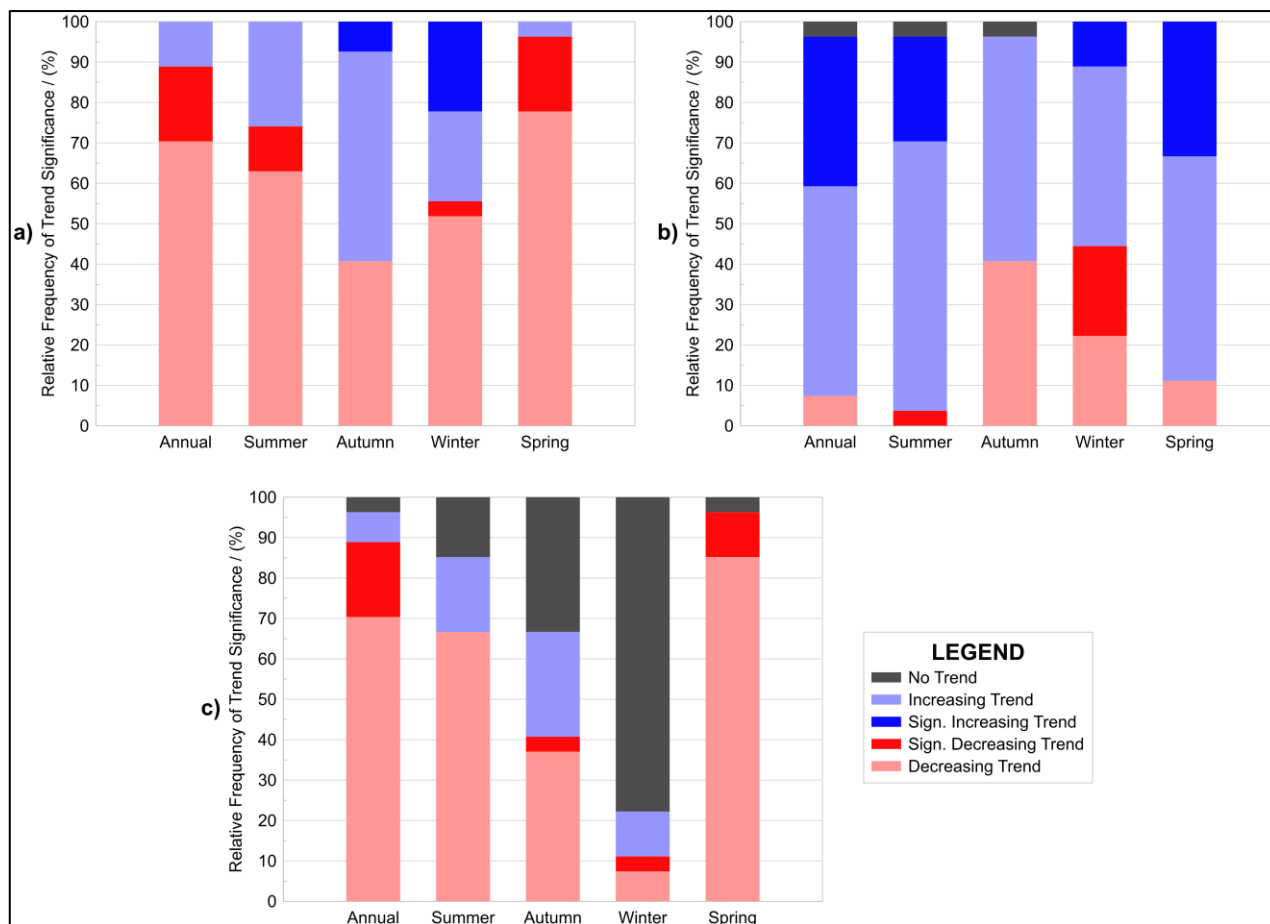 Relative Frequency of Trend Significance / (%)
100
90
80
70
60
50
40
30
20
10
0
a)
Annual Summer Autumn Winter Spring
Relative Frequency of Trend Significance / (%)
100
90
80
70
60
50
40
30
20
10
0
b)
Annual Summer Autumn Winter Spring
Relative Frequency of Trend Significance / (%)
100
90
80
70
60
50
40
30
20
10
0
c)
Annual Summer Autumn Winter Spring
LEGEND
No Trend
Increasing Trend
Sign. Increasing Trend
Sign. Decreasing Trend
Decreasing Trend